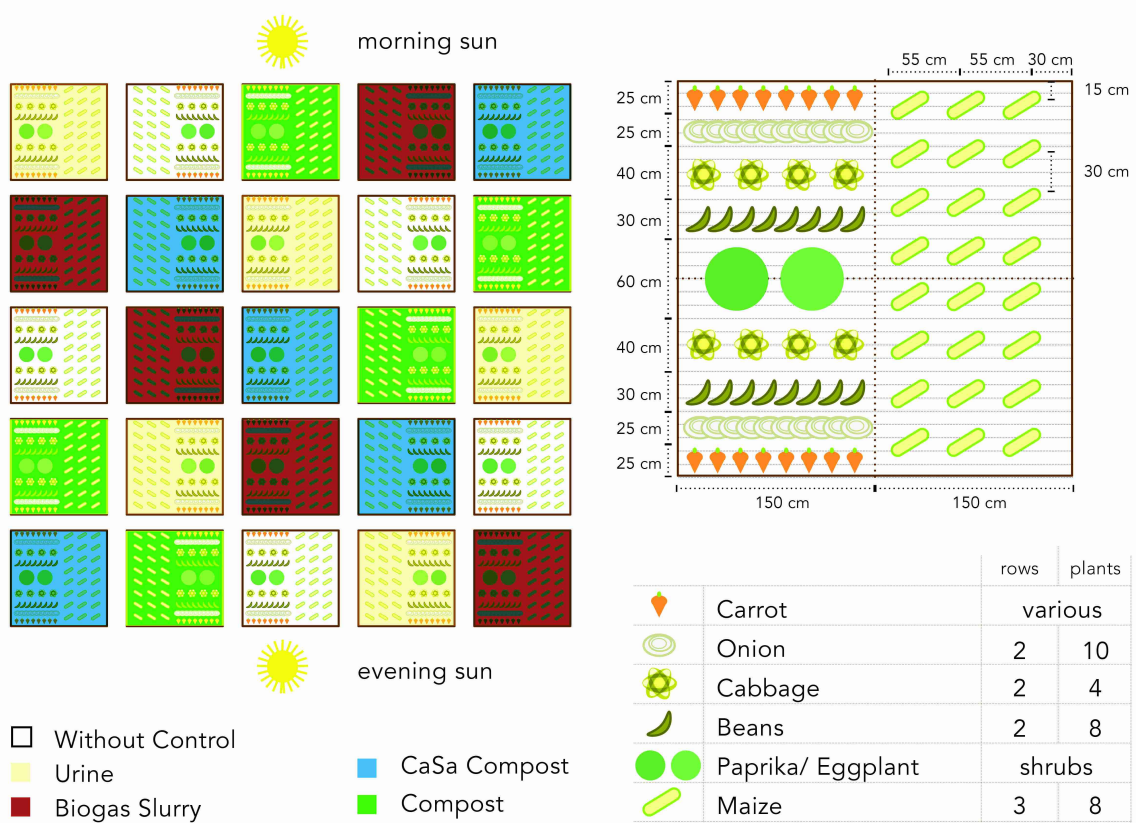 morning sun
55 cm 55 cm 30 cm
15 cm
25 cm
25 cm
40 cm
30 cm
30 cm
60 cm
40 cm
30 cm
25 cm
25 cm
150 cm 150 cm
evening sun
Without Control
Urine
Biogas Slurry
CaSa Compost
Compost
rows plants
Carrot various
Onion 2 10
Cabbage 2 4
Beans 2 8
Paprika/ Eggplant shrubs
Maize 3 8